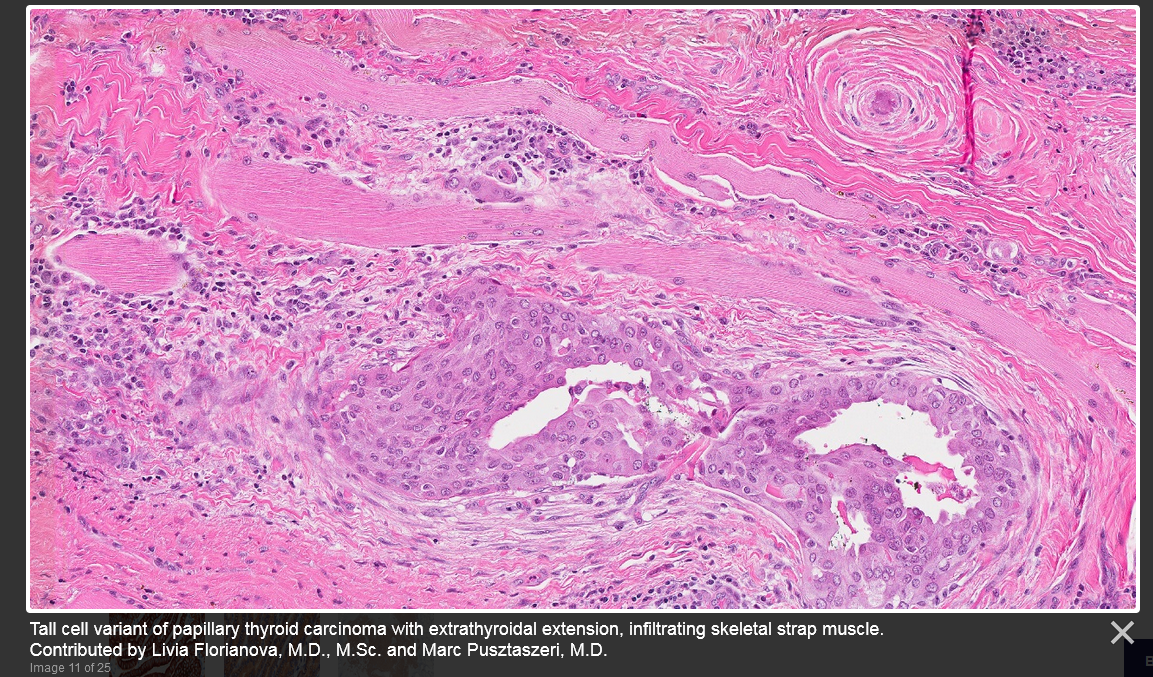 Tall cell variant of papillary thyroid carcinoma with extrathyroidal extension, infiltrating skeletal strap muscle.
Contributed by Livia Florianova, M.D., M.Sc. and Marc Pusztaszeri, M.D.
Image 11 of 25